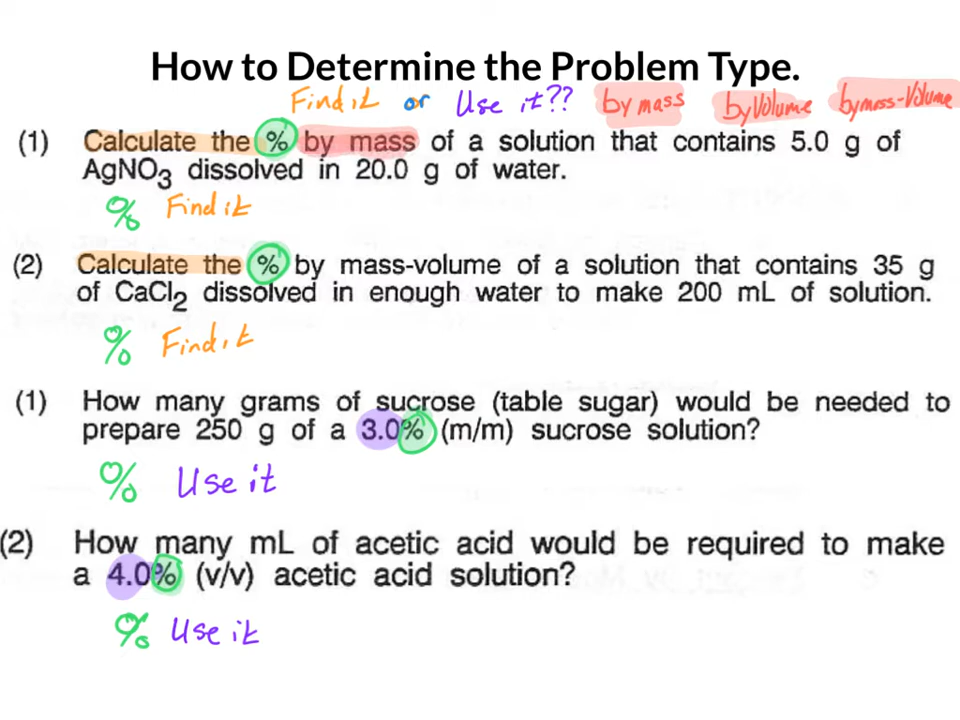 How to Determine the Problem Type.
Find it or Use it?? by mass by Volume by mass-Volume
(1) Calculate the % by mass of a solution that contains 5.0 g of
AgNO3 dissolved in 20.0 g of water.
% Find it
(2) Calculate the % by mass-volume of a solution that contains 35 g
of CaCl2 dissolved in enough water to make 200 mL of solution.
% Find it
(1) How many grams of sucrose (table sugar) would be needed to
prepare 250 g of a 3.0% (m/m) sucrose solution?
% Use it
(2) How many mL of acetic acid would be required to make
a 4.0% (v/v) acetic acid solution?
% Use it